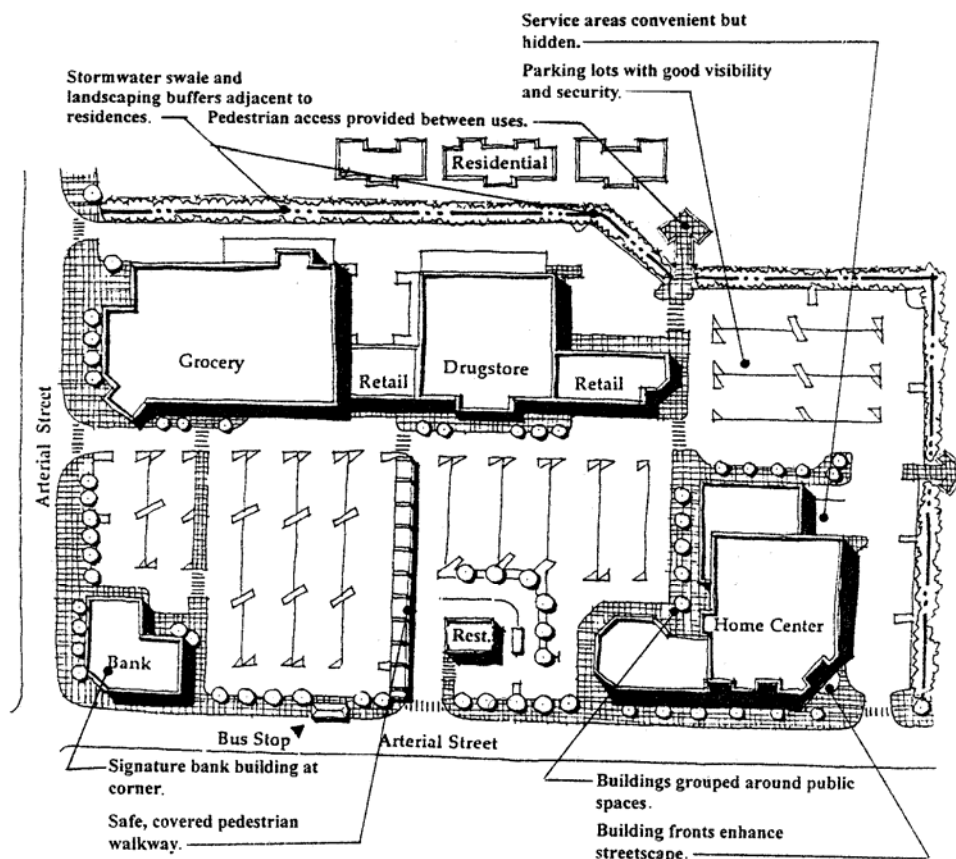 Service areas convenient but
hidden.
Parking lots with good visibility
and security.
Stormwater swale and
landscaping buffers adjacent to
residences.
Pedestrian access provided between uses.
Residential
Grocery
Retail
Drugstore
Retail
Arterial Street
Bank
Rest.
Home Center
Bus Stop
Arterial Street
Signature bank building at
corner.
Safe, covered pedestrian
walkway.
Buildings grouped around public
spaces.
Building fronts enhance
streetscape.